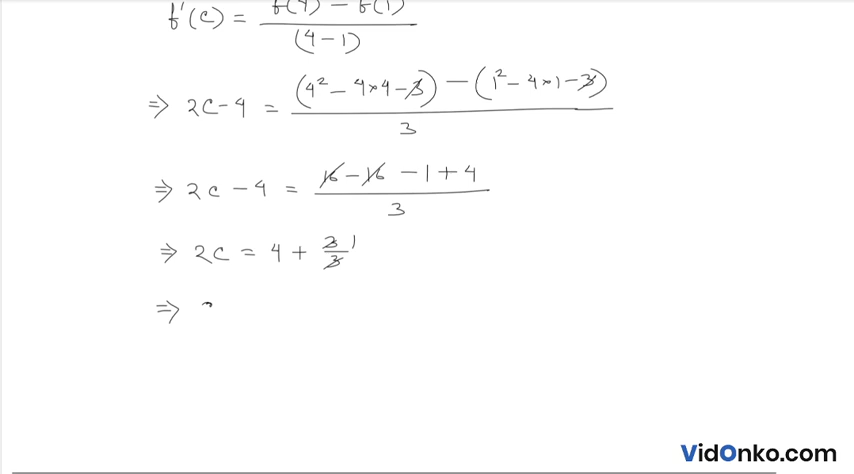 f'(c) = f(4) - f(1) / (4-1)
⇒ 2c-4 = (4² - 4×4-3) - (1² - 4×1-3) / 3
⇒ 2c-4 = 16-16-1+4 / 3
⇒ 2c = 4 + 3/3 1
⇒
VidOnko.com